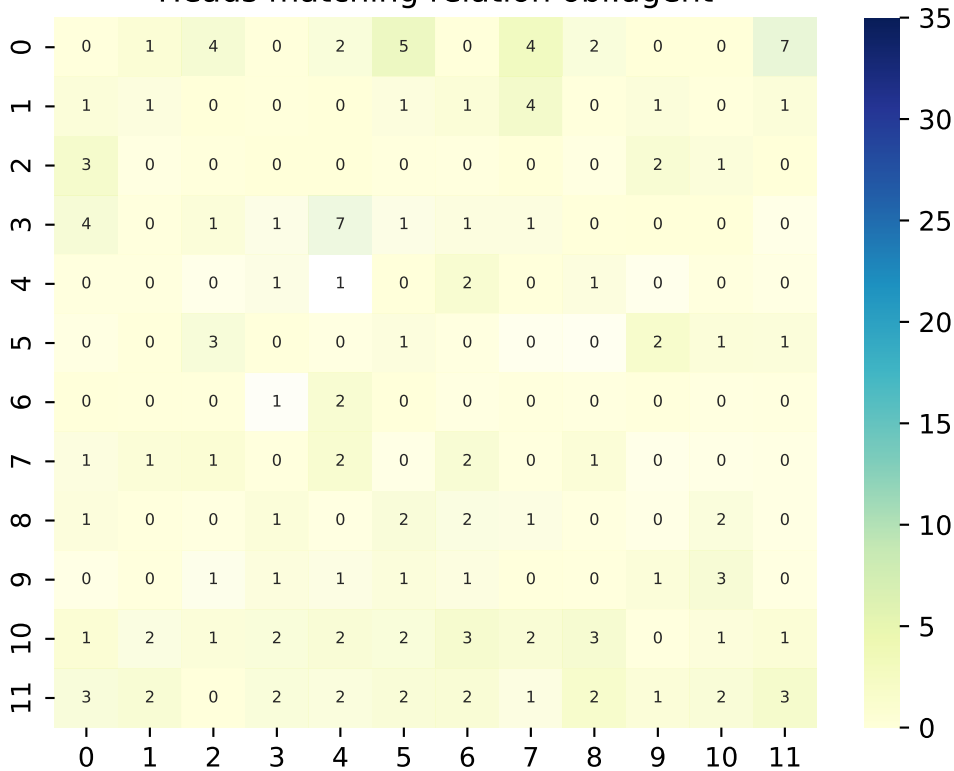 Heads matching relation obl:agent
0 0 1 4 0 2 5 0 4 2 0 0 7
1 1 1 0 0 0 1 1 4 0 1 0 1
2 3 0 0 0 0 0 0 0 0 2 1 0
3 4 0 1 1 7 1 1 1 0 0 0 0
4 0 0 0 1 1 0 2 0 1 0 0 0
5 0 0 3 0 0 1 0 0 0 2 1 1
6 0 0 0 1 2 0 0 0 0 0 0 0
7 1 1 1 0 2 0 2 0 1 0 0 0
8 1 0 0 1 0 2 2 1 0 0 2 0
9 0 0 1 1 1 1 1 0 0 1 3 0
10 1 2 1 2 2 2 3 2 3 0 1 1
11 3 2 0 2 2 2 2 1 2 1 2 3
0 1 2 3 4 5 6 7 8 9 10 11
35
30
25
20
15
10
5
0